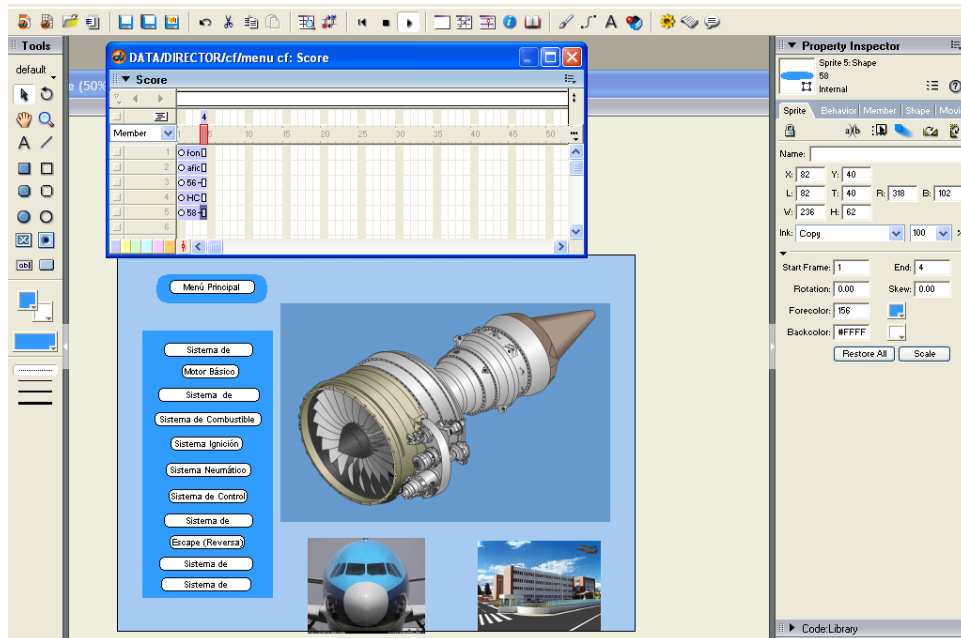 Tools
default
A
abl
(50%
DATA/DIRECTOR/cf/menu cf: Score
Score
4
Member
1 5 10 15 20 25 30 35 40 45 50
1 fon
2 afic
3 56-
4 HC
5 58-
6
Menú Principal
Sistema de
Motor Básico
Sistema de
Sistema de Combustible
Sistema Ignición
Sistema Neumático
Sistema de Control
Sistema de
Escape (Reversa)
Sistema de
Sistema de
Property Inspector
Sprite 5: Shape
58
Internal
Sprite Behavior Member Shape Movi
Name:
X: 82 Y: 40
L: 82 T: 40 R: 318 B: 102
W: 236 H: 62
Ink: Copy 100 %
Start Frame: 1 End: 4
Rotation: 0.00 Skew: 0.00
Forecolor: 156
Backcolor: #FFFF
Restore All Scale
Code:Library